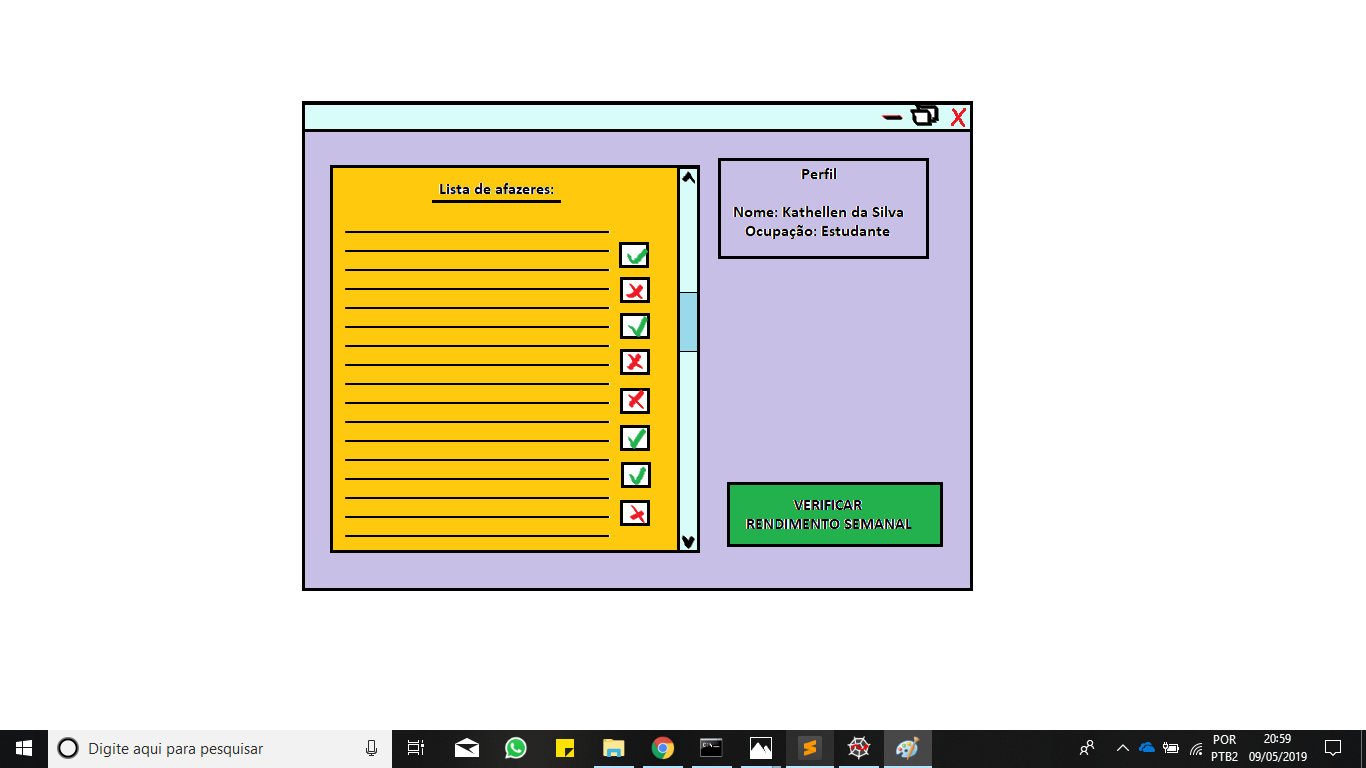 Lista de afazeres:
Perfil
Nome: Kathellen da Silva
Ocupação: Estudante
VERIFICAR
RENDIMENTO SEMANAL
Digite aqui para pesquisar
POR
PTB2
20:59
09/05/2019